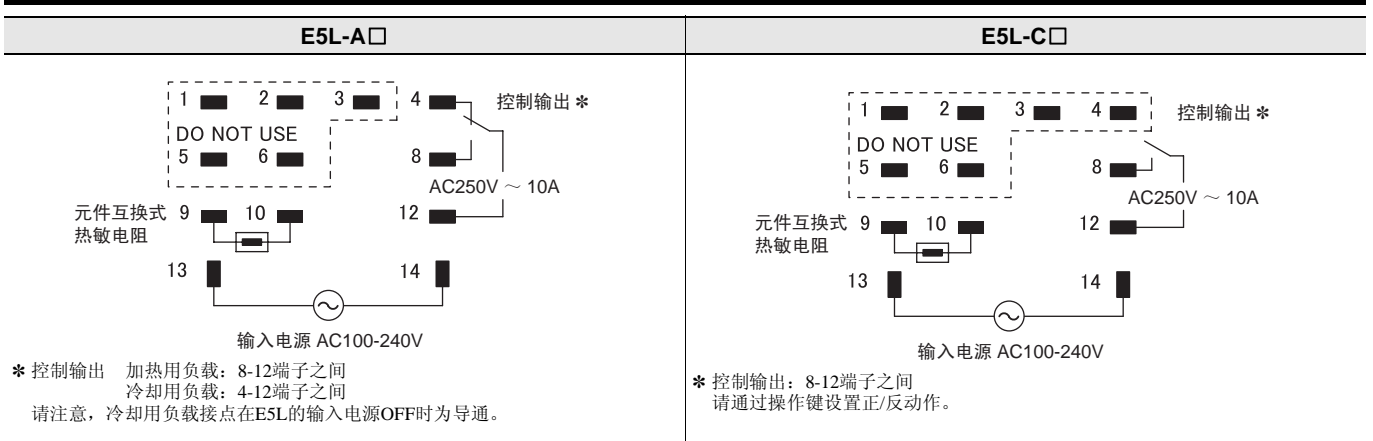 E5L-A□
1 2 3 4 控制输出 *
DO NOT USE
5 6 8
AC250V ～ 10A
元件互换式 9 10 12
热敏电阻
13 14
输入电源 AC100-240V
* 控制输出 加热用负载：8-12端子之间
冷却用负载：4-12端子之间
请注意，冷却用负载接点在E5L的输入电源OFF时为导通。
E5L-C□
1 2 3 4 控制输出 *
DO NOT USE
5 6 8
AC250V ～ 10A
元件互换式 9 10 12
热敏电阻
13 14
输入电源 AC100-240V
* 控制输出：8-12端子之间
请通过操作键设置正/反动作。